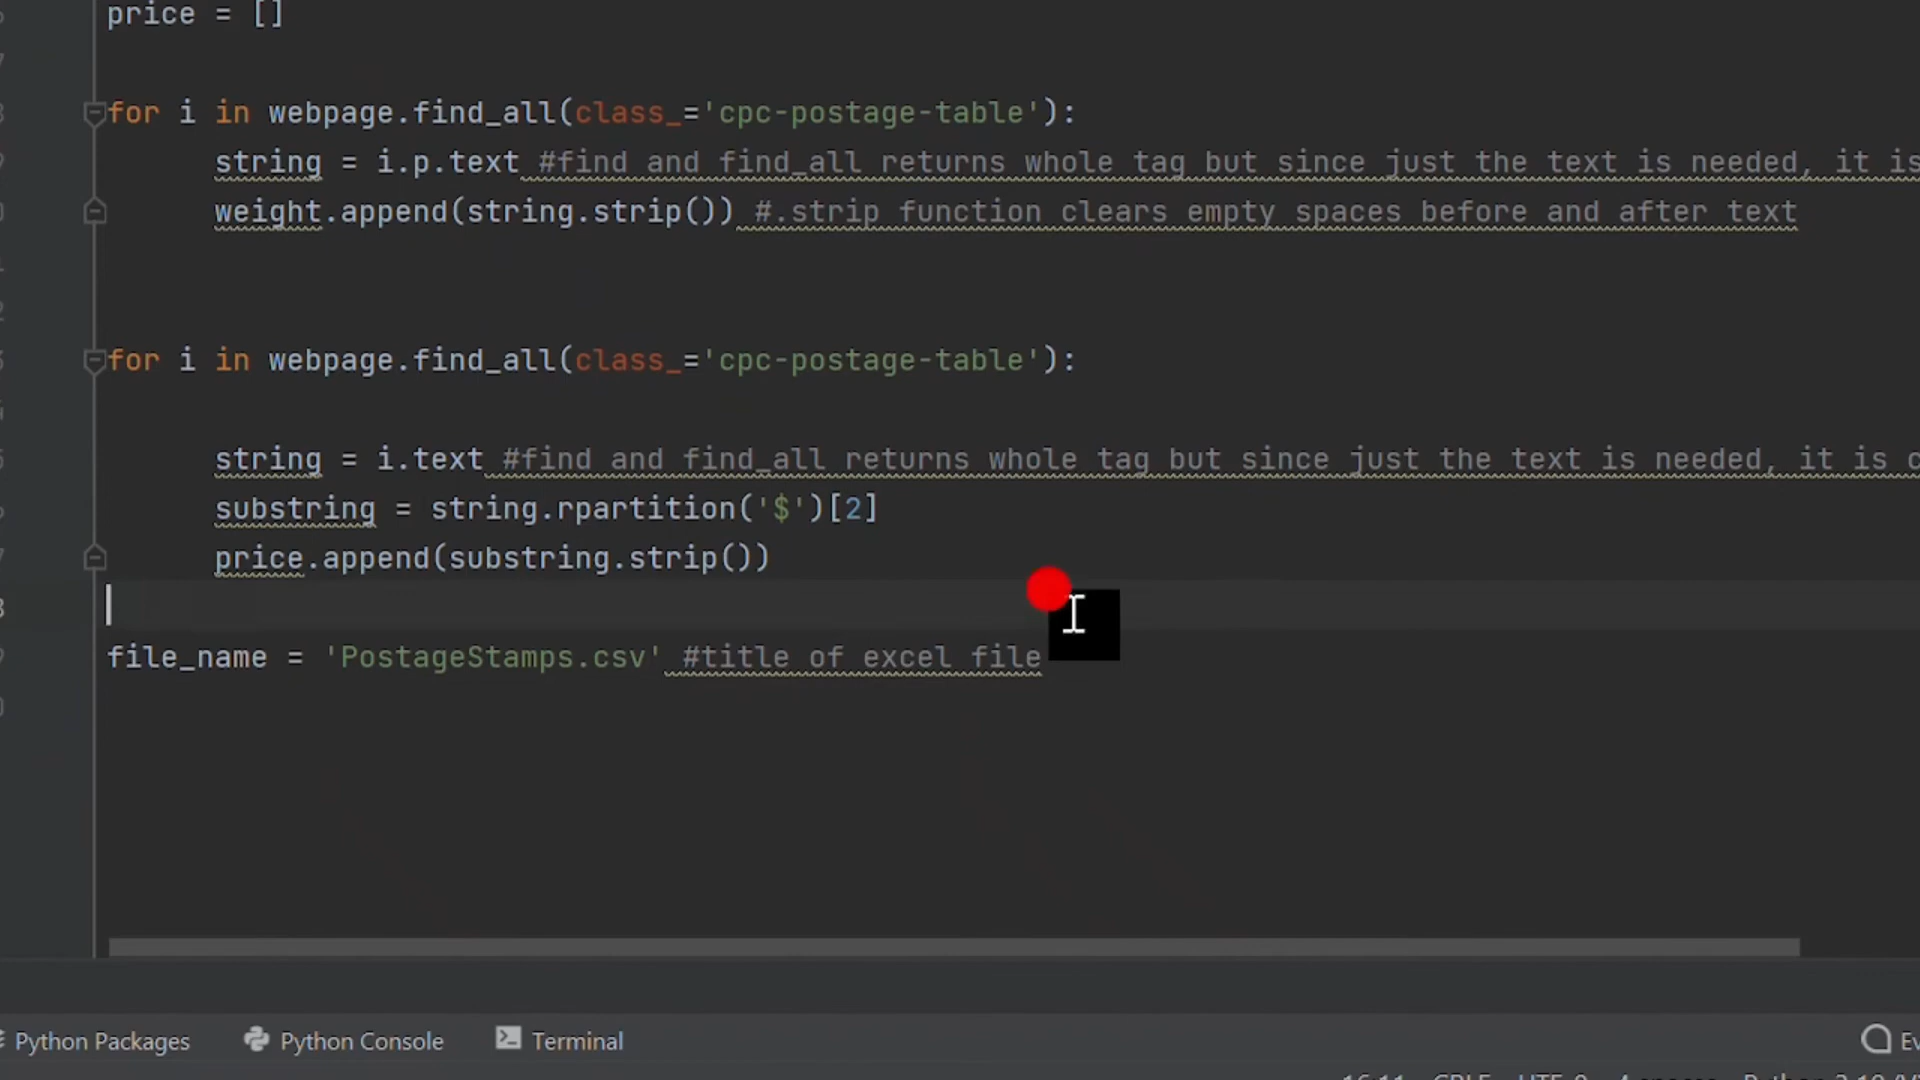 price = []
for i in webpage.find_all(class_='cpc-postage-table'):
string = i.p.text #find and find_all returns whole tag but since just the text is needed, it is
weight.append(string.strip()) #.strip function clears empty spaces before and after text
for i in webpage.find_all(class_='cpc-postage-table'):
string = i.text #find and find_all returns whole tag but since just the text is needed, it is c
substring = string.rpartition('$')[2]
price.append(substring.strip())
file_name = 'PostageStamps.csv' #title of excel file
Python Packages Python Console Terminal Ev